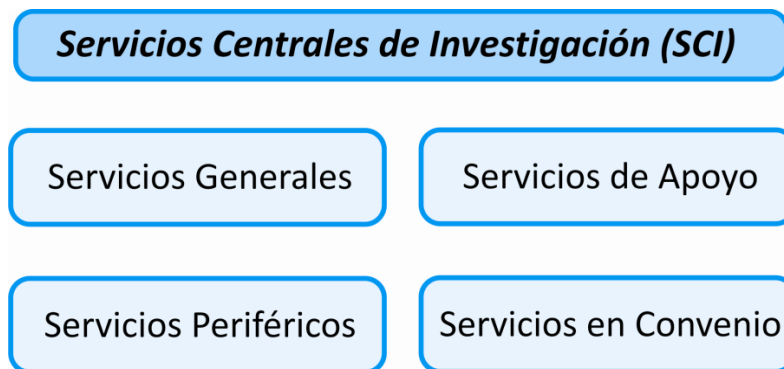 Servicios Centrales de Investigación (SCI)
Servicios Generales
Servicios de Apoyo
Servicios Periféricos
Servicios en Convenio